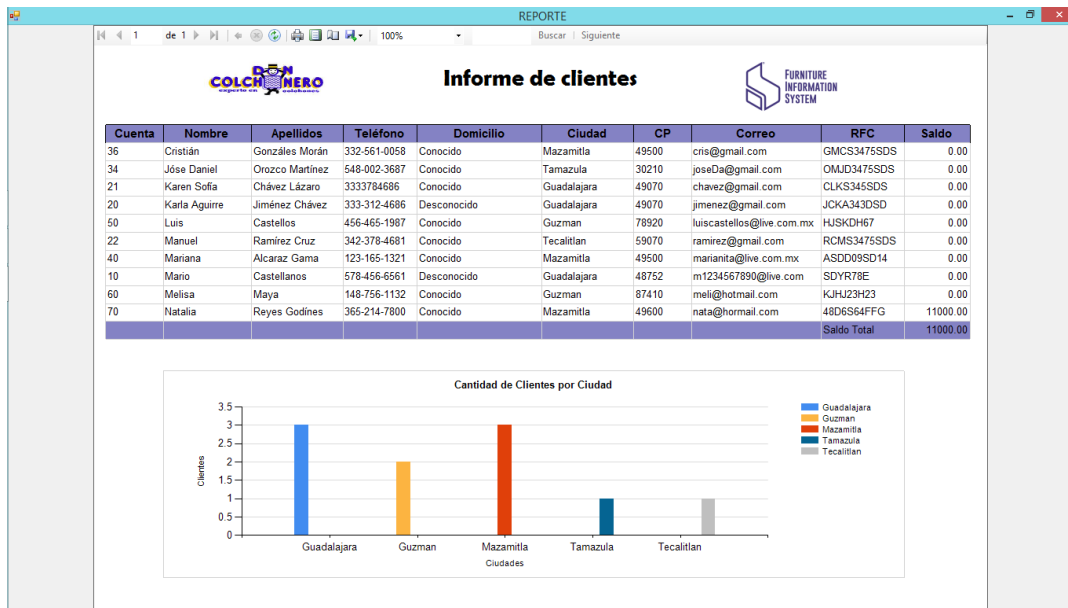 REPORTE
1 de 1 100% Buscar | Siguiente
DON COLCHONERO
experto en colchones
Informe de clientes
FURNITURE
INFORMATION
SYSTEM
Cuenta Nombre Apellidos Teléfono Domicilio Ciudad CP Correo RFC Saldo
36 Cristián Gonzáles Morán 332-561-0058 Conocido Mazamitla 49500 cris@gmail.com GMCS3475SDS 0.00
34 Jóse Daniel Orozco Martínez 548-002-3687 Conocido Tamazula 30210 joseDa@gmail.com OMJD3475SDS 0.00
21 Karen Sofía Chávez Lázaro 3333784686 Conocido Guadalajara 49070 chavez@gmail.com CLKS345SDS 0.00
20 Karla Aguirre Jiménez Chávez 333-312-4686 Desconocido Guadalajara 49070 jimenez@gmail.com JCKA343DSD 0.00
50 Luis Castellos 456-465-1987 Conocido Guzman 78920 luiscastellos@live.com.mx HJSKDH67 0.00
22 Manuel Ramírez Cruz 342-378-4681 Conocido Tecalitlan 59070 ramirez@gmail.com RCMS3475SDS 0.00
40 Mariana Alcaraz Gama 123-165-1321 Conocido Mazamitla 49500 marianita@live.com.mx ASDD09SD14 0.00
10 Mario Castellanos 578-456-6561 Desconocido Guadalajara 48752 m1234567890@live.com SDYR78E 0.00
60 Melisa Maya 148-756-1132 Conocido Guzman 87410 meli@hotmail.com KJHJ23H23 0.00
70 Natalia Reyes Godínes 365-214-7800 Conocido Mazamitla 49600 nata@hormail.com 48D6S64FFG 11000.00
Saldo Total 11000.00
Cantidad de Clientes por Ciudad
3.5
3
2.5
2
1.5
1
0.5
0
Clientes
Guadalajara Guzman Mazamitla Tamazula Tecalitlan
Ciudades
Guadalajara
Guzman
Mazamitla
Tamazula
Tecalitlan